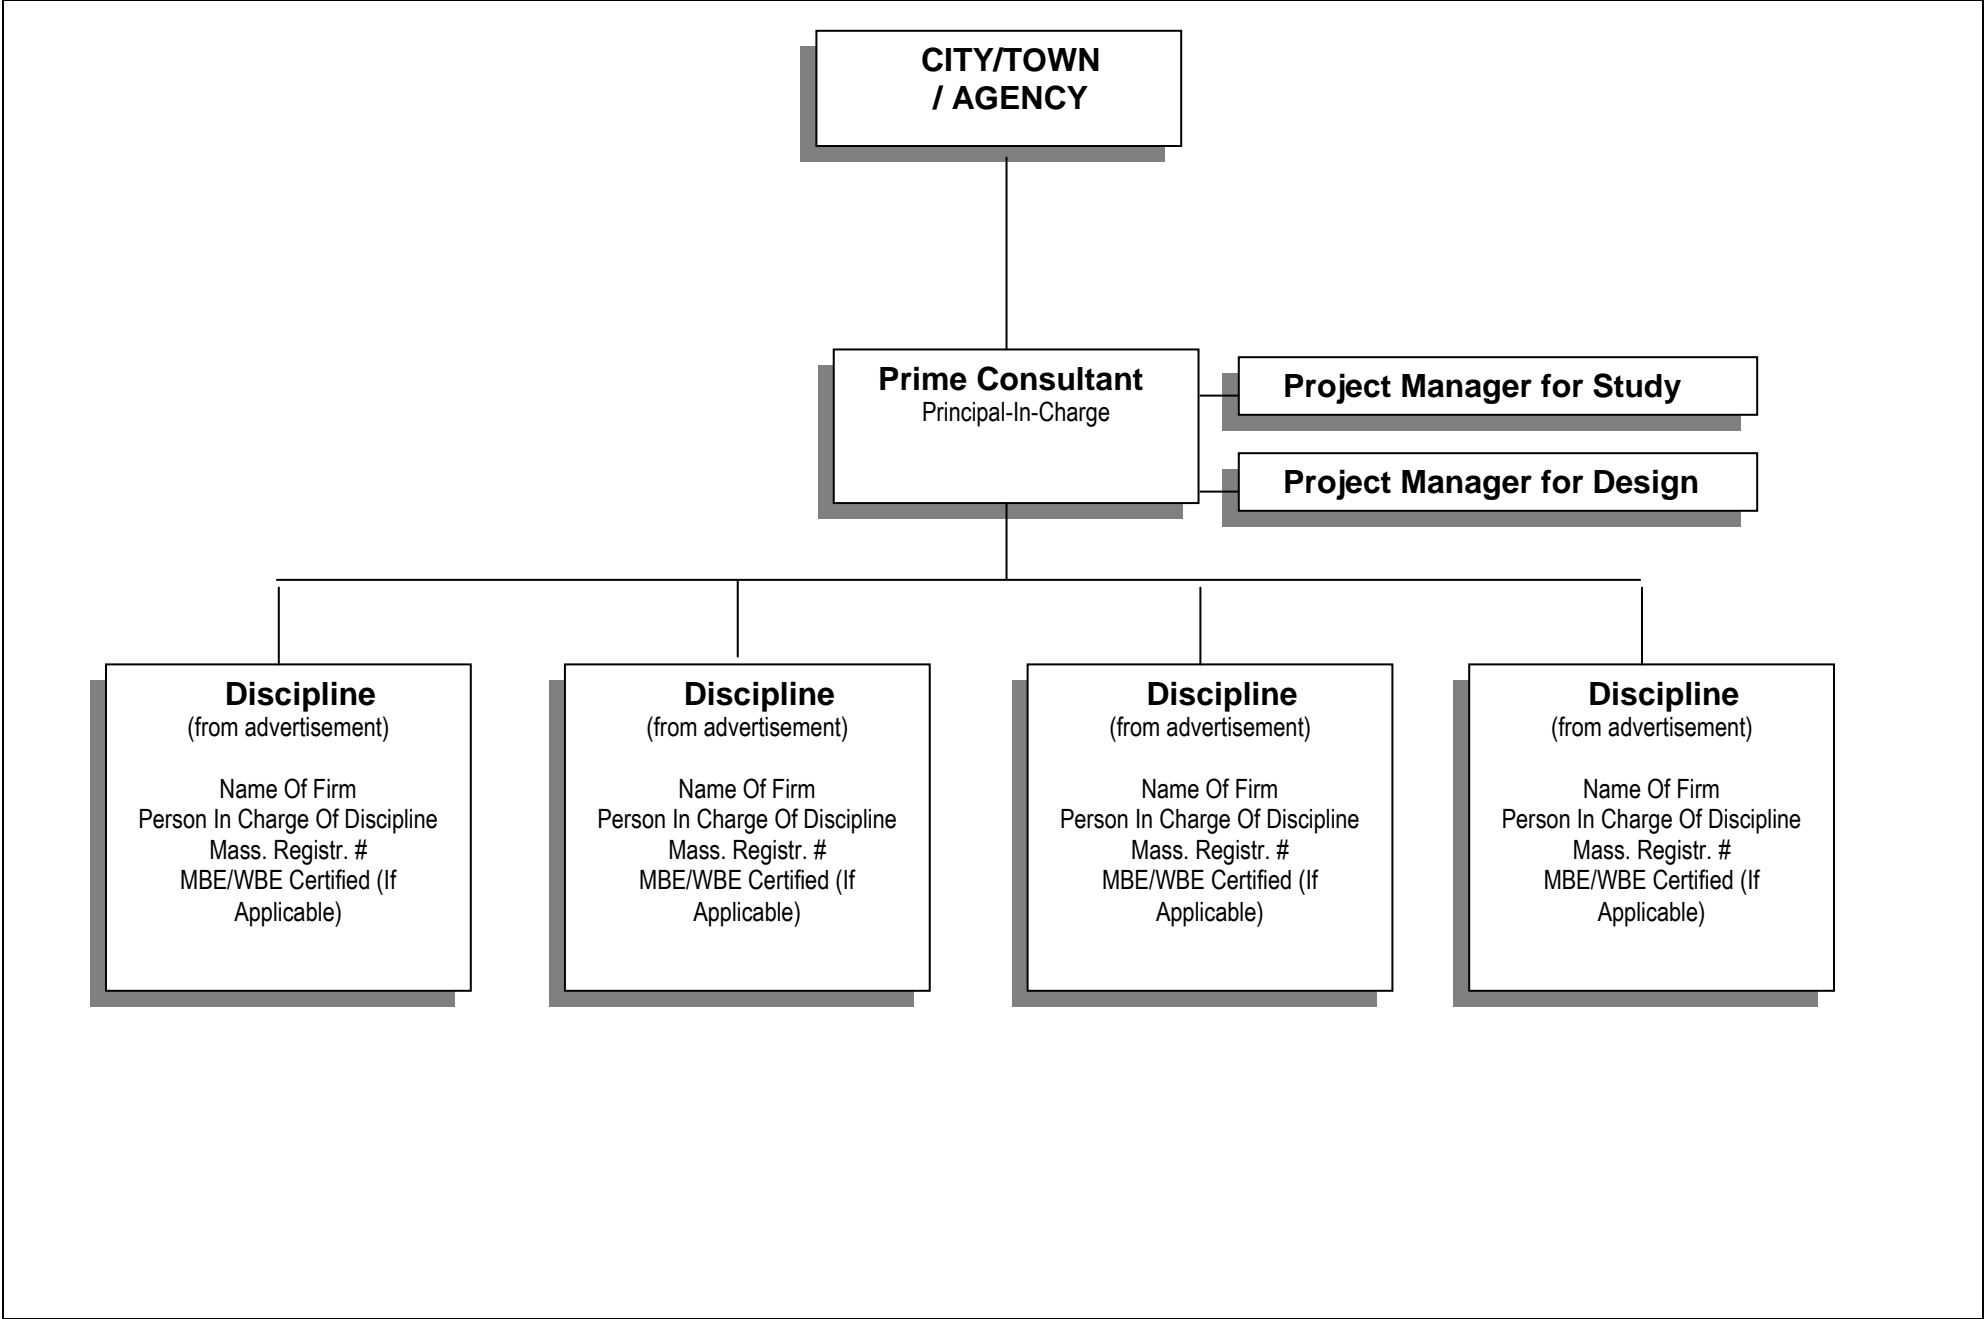 CITY/TOWN
/ AGENCY
Prime Consultant
Principal-In-Charge
Project Manager for Study
Project Manager for Design
Discipline
(from advertisement)
Name Of Firm
Person In Charge Of Discipline
Mass. Registr. #
MBE/WBE Certified (If
Applicable)
Discipline
(from advertisement)
Name Of Firm
Person In Charge Of Discipline
Mass. Registr. #
MBE/WBE Certified (If
Applicable)
Discipline
(from advertisement)
Name Of Firm
Person In Charge Of Discipline
Mass. Registr. #
MBE/WBE Certified (If
Applicable)
Discipline
(from advertisement)
Name Of Firm
Person In Charge Of Discipline
Mass. Registr. #
MBE/WBE Certified (If
Applicable)